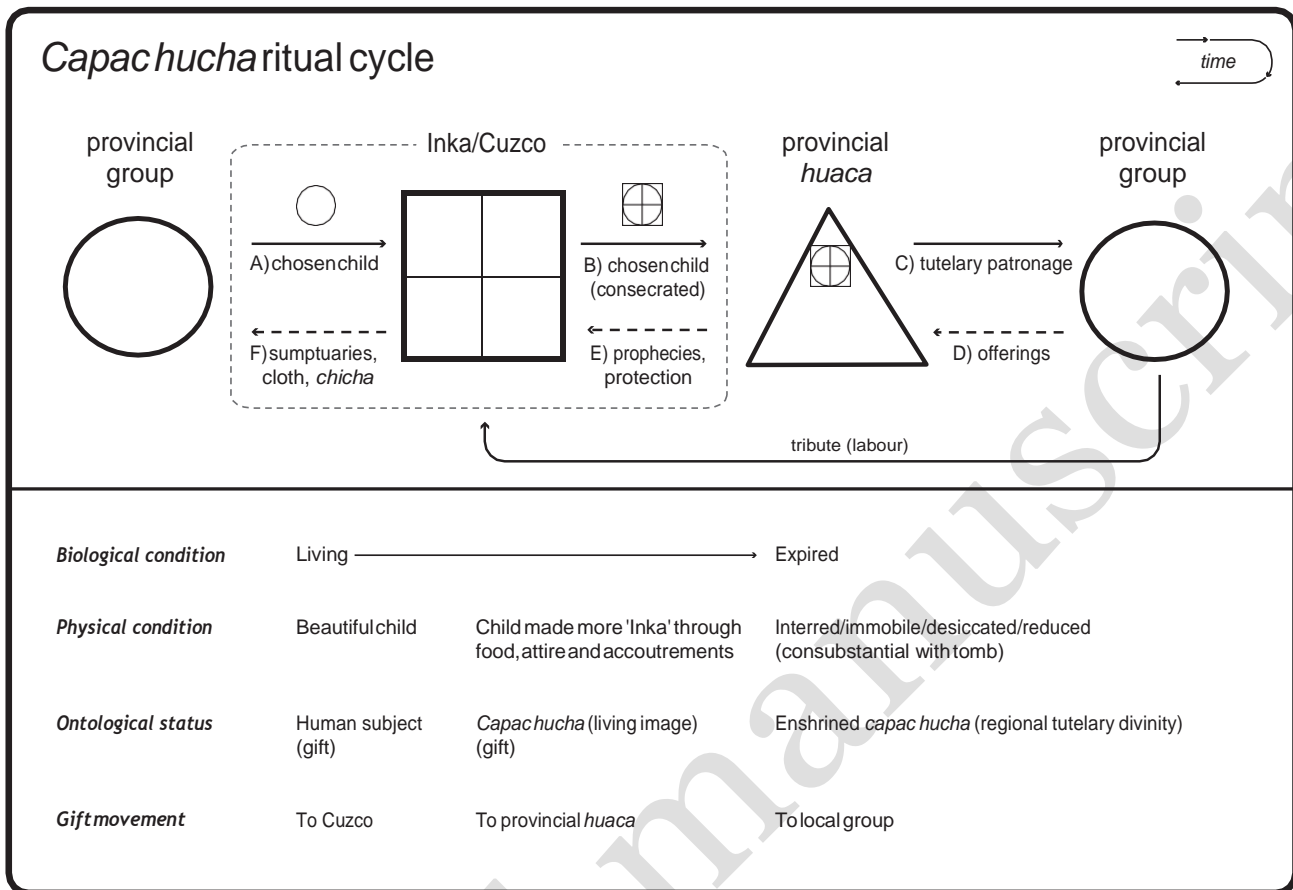 Capac hucha ritual cycle
time
provincial
group
Inka/Cuzco
provincial
huaca
provincial
group
A) chosen child
B) chosen child
(consecrated)
C) tutelary patronage
F) sumptuaries,
cloth, chicha
E) prophecies,
protection
D) offerings
tribute (labour)
Biological condition
Living
Expired
Physical condition
Beautiful child
Child made more 'Inka' through
food, attire and accoutrements
Interred/immobile/desiccated/reduced
(consubstantial with tomb)
Ontological status
Human subject
(gift)
Capac hucha (living image)
(gift)
Enshrined capac hucha (regional tutelary divinity)
Gift movement
To Cuzco
To provincial huaca
To local group
manuscrip